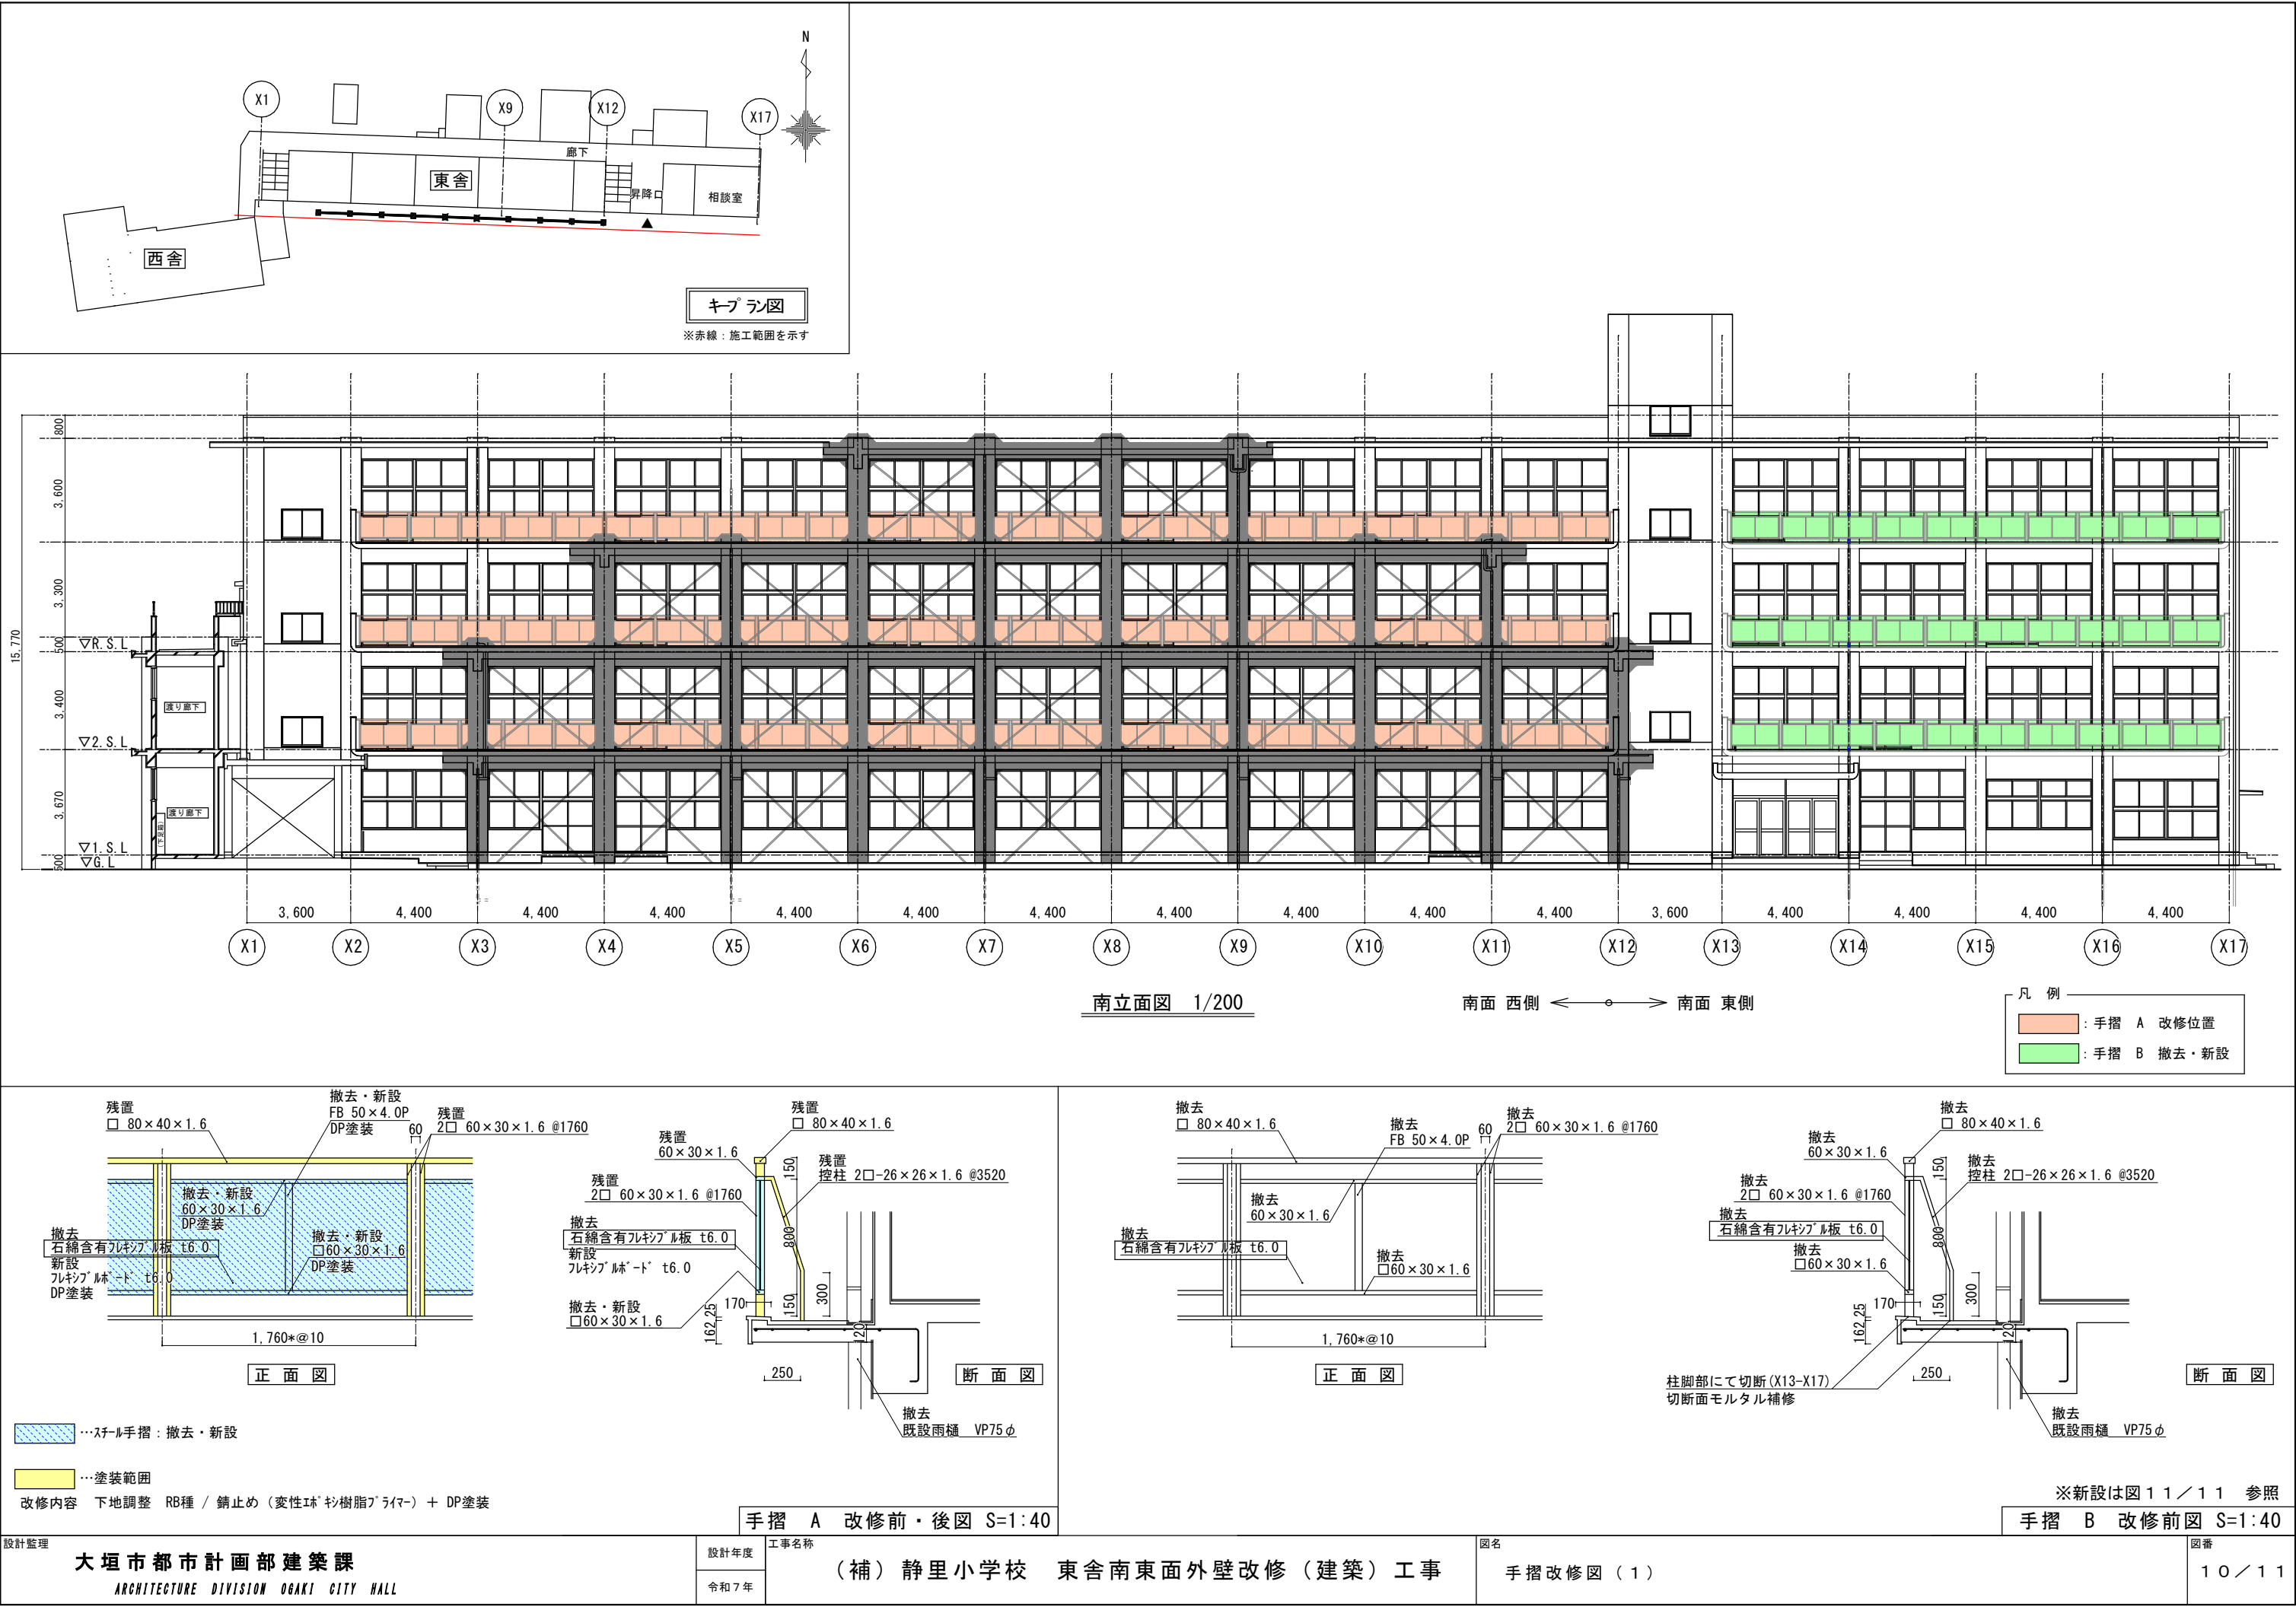 N
X1
X9
X12
X17
廊下
東舎
昇降口
相談室
西舎
キープラン図
※赤線：施工範囲を示す
15,770
800
3,600
3,300
500
3,400
3,670
500
▽R.S.L
▽2.S.L
▽1.S.L
▽G.L
渡り廊下
渡り廊下
3,600
4,400
4,400
4,400
4,400
4,400
4,400
4,400
4,400
4,400
4,400
3,600
4,400
4,400
4,400
4,400
X1
X2
X3
X4
X5
X6
X7
X8
X9
X10
X11
X12
X13
X14
X15
X16
X17
南立面図 1/200
南面 西側
南面 東側
凡 例
：手摺 A 改修位置
：手摺 B 撤去・新設
残置
□ 80×40×1.6
撤去・新設
FB 50×4.0P
DP塗装
60
残置
2□ 60×30×1.6 @1760
撤去・新設
60×30×1.6
DP塗装
撤去
石綿含有フレキシブル板 t6.0
新設
フレキシブルボード t6.0
DP塗装
撤去・新設
□60×30×1.6
DP塗装
1,760*@10
正 面 図
残置
□ 80×40×1.6
残置
60×30×1.6
残置
控柱 2□-26×26×1.6 @3520
残置
2□ 60×30×1.6 @1760
撤去
石綿含有フレキシブル板 t6.0
新設
フレキシブルボード t6.0
撤去・新設
□60×30×1.6
150
800
150
300
170
25
162
120
250
断 面 図
撤去
既設雨樋 VP75φ
…スチール手摺：撤去・新設
…塗装範囲
改修内容 下地調整 RB種 / 錆止め（変性エポキシ樹脂プライマー）＋ DP塗装
手摺 A 改修前・後図 S=1:40
撤去
□ 80×40×1.6
撤去
FB 50×4.0P
60
撤去
2□ 60×30×1.6 @1760
撤去
60×30×1.6
撤去
石綿含有フレキシブル板 t6.0
撤去
□60×30×1.6
1,760*@10
正 面 図
撤去
□ 80×40×1.6
撤去
60×30×1.6
撤去
控柱 2□-26×26×1.6 @3520
撤去
2□ 60×30×1.6 @1760
撤去
石綿含有フレキシブル板 t6.0
撤去
□60×30×1.6
150
800
150
300
170
25
162
120
250
柱脚部にて切断(X13-X17)
切断面モルタル補修
断 面 図
撤去
既設雨樋 VP75φ
※新設は図１１／１１ 参照
手摺 B 改修前図 S=1:40
設計監理
大垣市都市計画部建築課
ARCHITECTURE DIVISION OGAKI CITY HALL
設計年度
令和７年
工事名称
（補）静里小学校 東舎南東面外壁改修（建築）工事
図名
手摺改修図（１）
図番
１０／１１